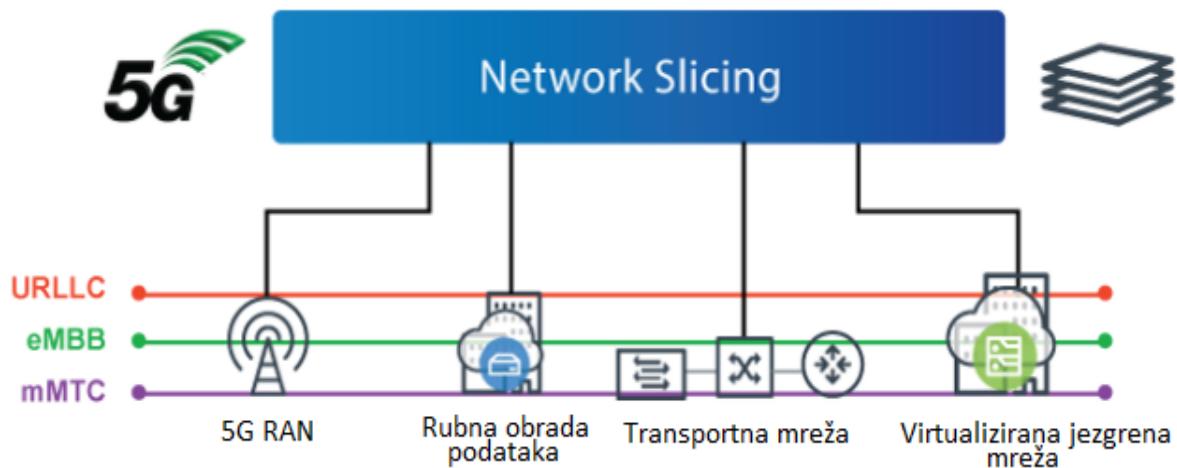 5G
Network Slicing
URLLC
eMBB
mMTC
5G RAN
Rubna obrada
podataka
Transportna mreža
Virtualizirana jezgrena
mreža